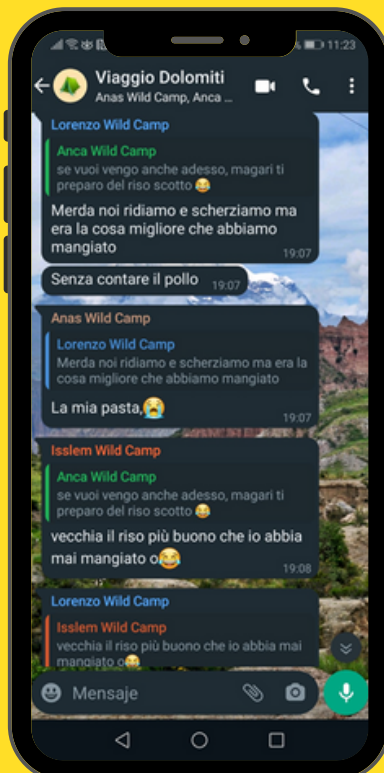 11:23
Viaggio Dolomiti
Anas Wild Camp, Anca ...
Lorenzo Wild Camp
Anca Wild Camp
se vuoi vengo anche adesso, magari ti
preparo del riso scotto 😂
Merda noi ridiamo e scherziamo ma
era la cosa migliore che abbiamo
mangiato
19:07
Senza contare il pollo 19:07
Anas Wild Camp
Lorenzo Wild Camp
Merda noi ridiamo e scherziamo ma era la
cosa migliore che abbiamo mangiato
La mia pasta,😭
19:07
Isslem Wild Camp
Anca Wild Camp
se vuoi vengo anche adesso, magari ti
preparo del riso scotto 😂
vecchia il riso più buono che io abbia
mai mangiato o😂
19:08
Lorenzo Wild Camp
Isslem Wild Camp
vecchia il riso più buono che io abbia mai
mangiato o😂
Mensaje